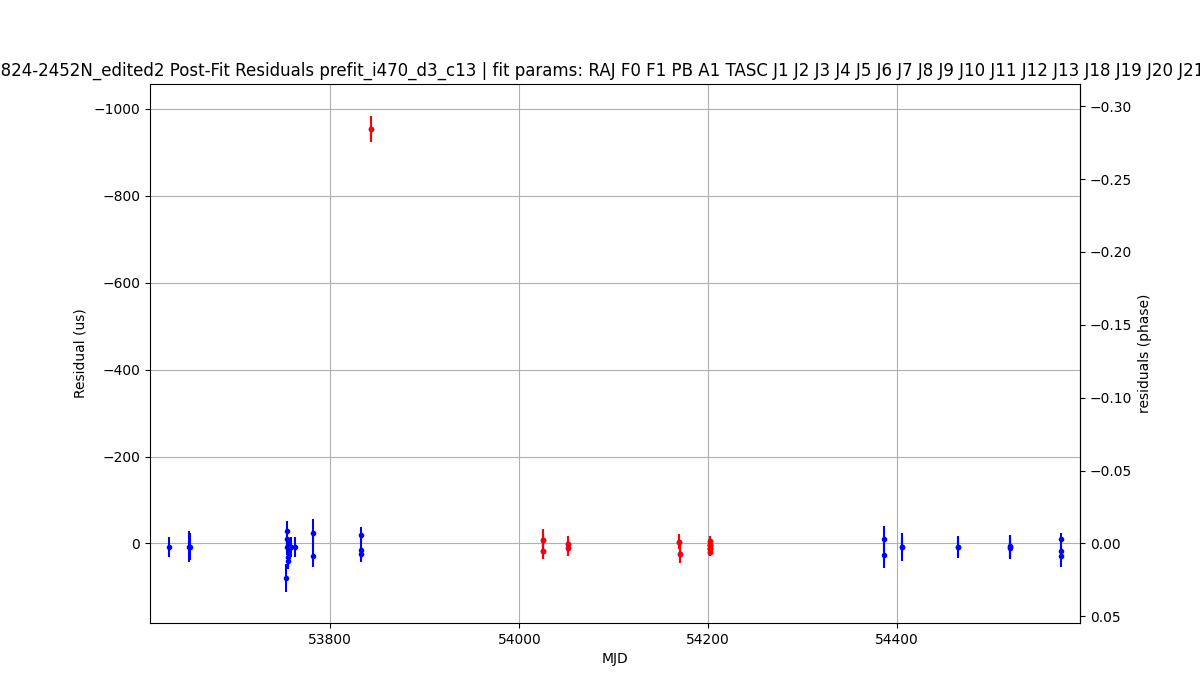 824-2452N_edited2 Post-Fit Residuals prefit_i470_d3_c13 | fit params: RAJ F0 F1 PB A1 TASC J1 J2 J3 J4 J5 J6 J7 J8 J9 J10 J11 J12 J13 J18 J19 J20 J21
−1000
−800
−600
−400
−200
0
Residual (us)
−0.30
−0.25
−0.20
−0.15
−0.10
−0.05
0.00
0.05
residuals (phase)
53800 54000 54200 54400
MJD